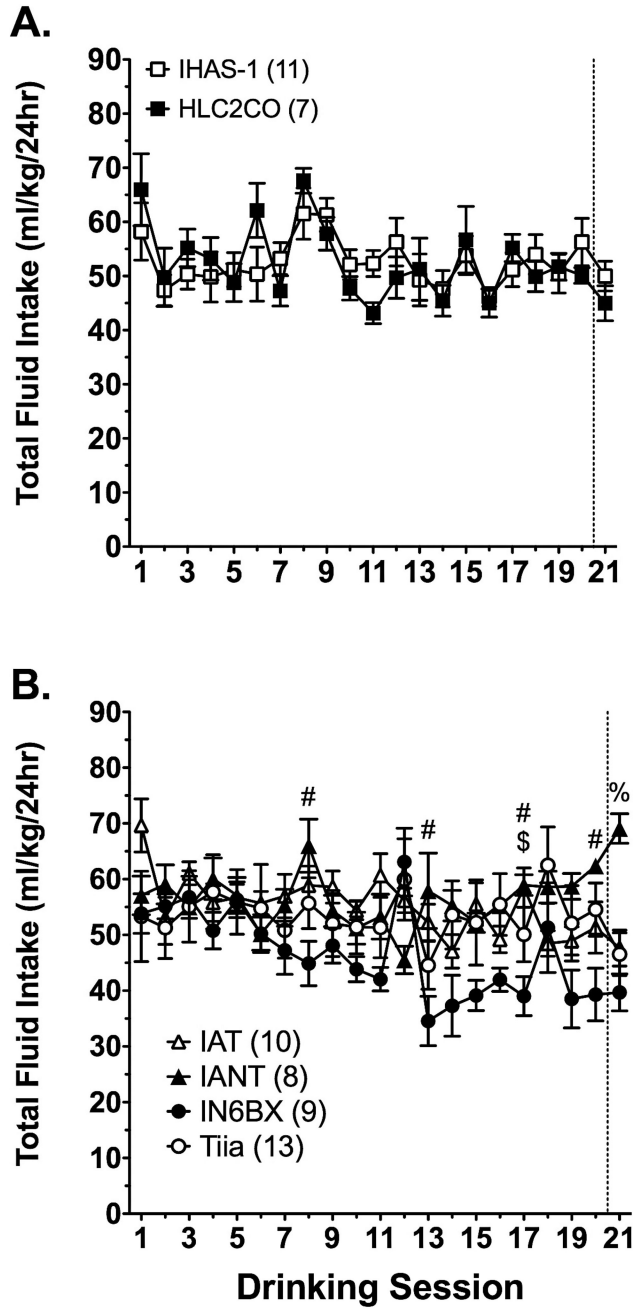 A.
Total Fluid Intake (ml/kg/24hr)
90
80
70
60
50
40
30
20
10
0
IHAS-1 (11)
HLC2CO (7)
1 3 5 7 9 11 13 15 17 19 21
B.
Total Fluid Intake (ml/kg/24hr)
90
80
70
60
50
40
30
20
10
0
%
# # # #
$
IAT (10)
IANT (8)
IN6BX (9)
Tiia (13)
1 3 5 7 9 11 13 15 17 19 21
Drinking Session